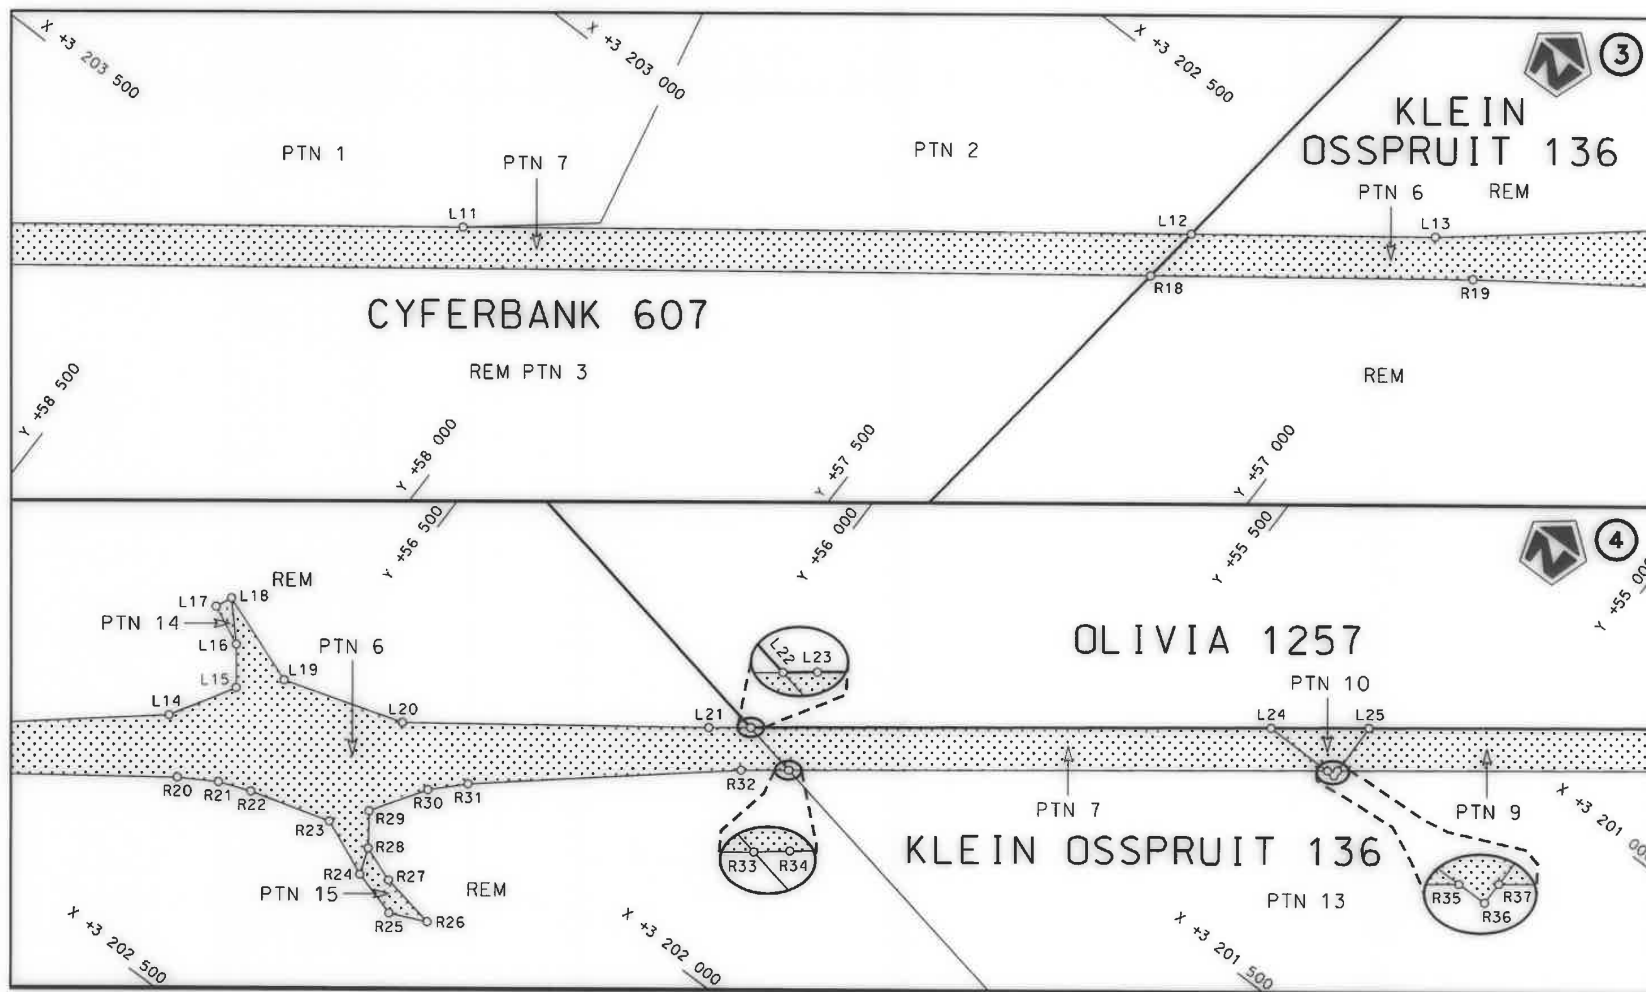 X +3 203 500
X +3 203 000
X +3 202 500
3
KLEIN
OSSPRUIT 136
PTN 1
PTN 7
PTN 2
PTN 6
REM
L11
L12
L13
R18
R19
CYFERBANK 607
REM PTN 3
REM
Y +58 500
Y +58 000
Y +57 500
Y +57 000
Y +56 500
Y +56 000
Y +55 500
Y +55 000
4
REM
L17
L18
PTN 14
L16
PTN 6
L15
L19
L14
L20
L21
L22
L23
OLIVIA 1257
PTN 10
L24
L25
R20
R21
R22
R23
R29
R30
R31
R32
R28
R24
R27
PTN 15
REM
R25
R26
R33
R34
PTN 7
KLEIN OSSPRUIT 136
PTN 9
PTN 13
R35
R37
R36
X +3 202 500
X +3 202 000
X +3 201 500
X +3 201 000